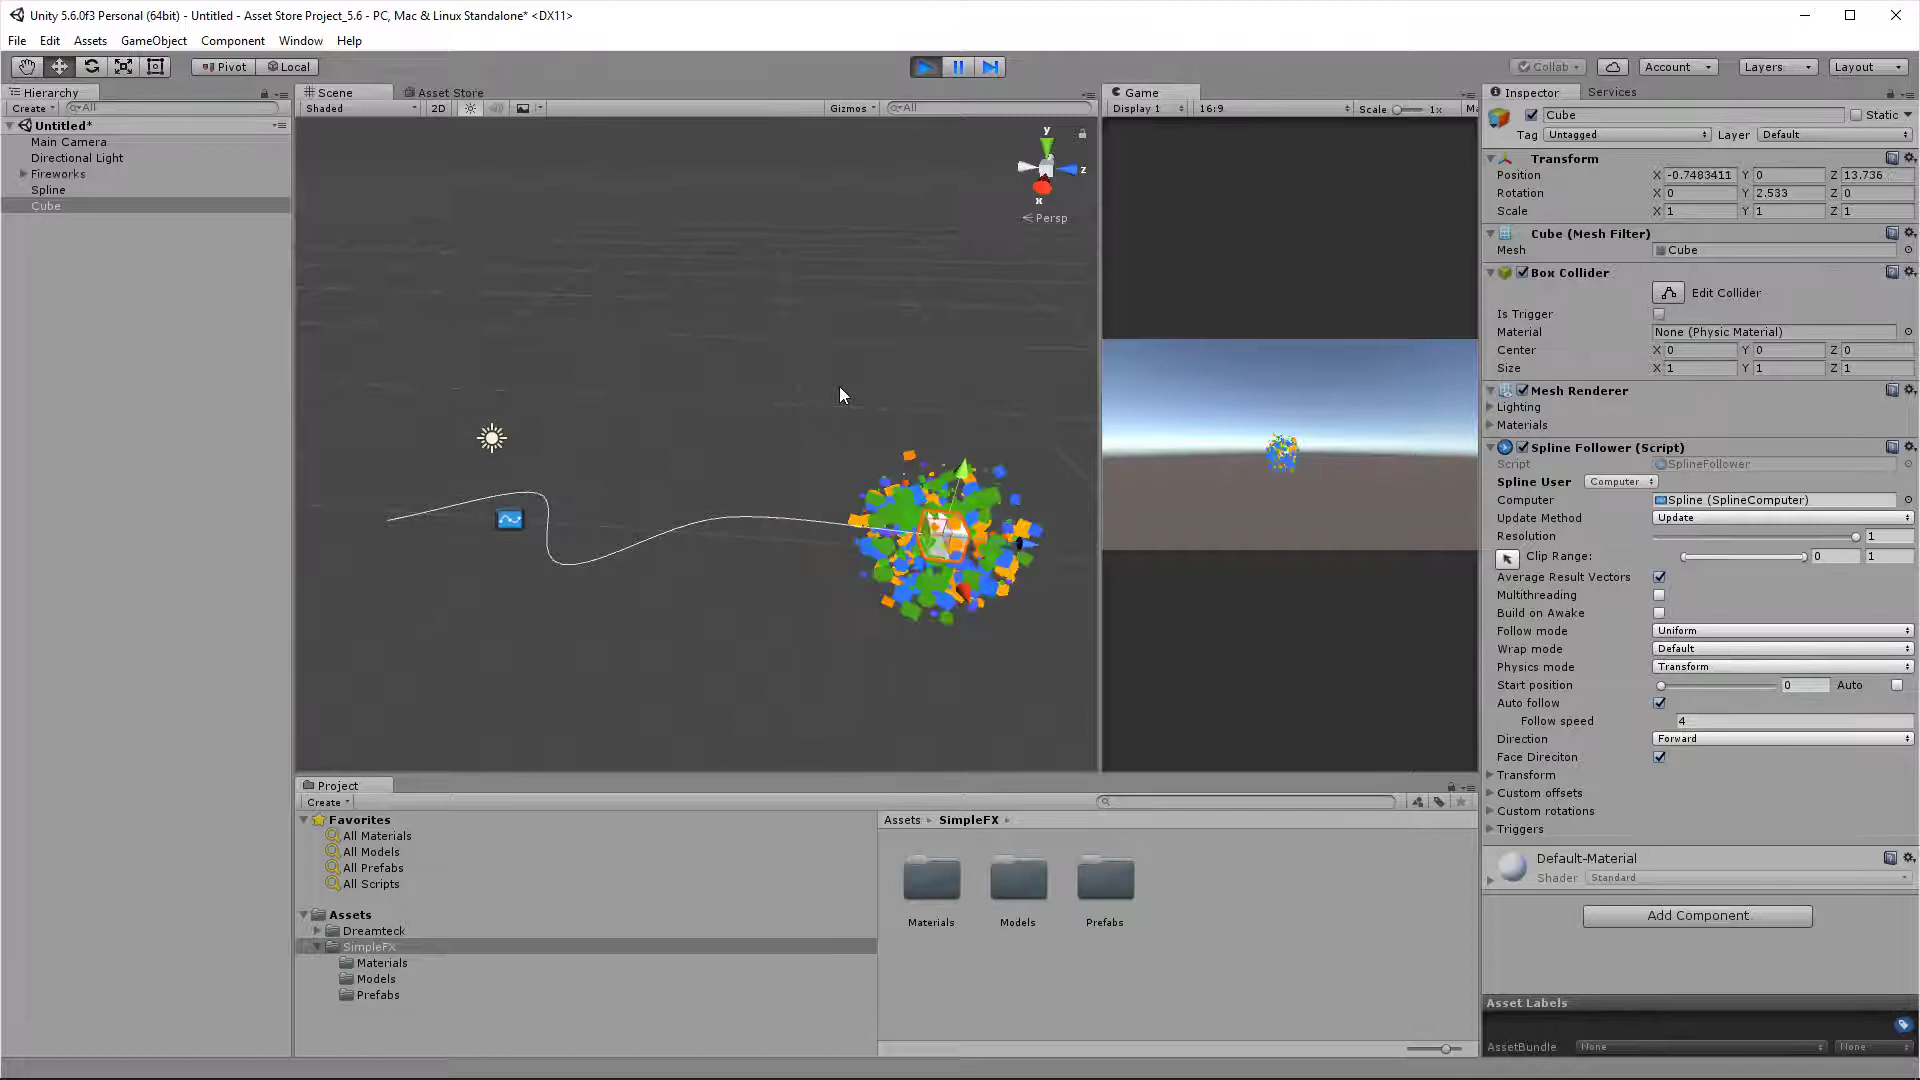 Unity 5.6.0f3 Personal (64bit) - Untitled - Asset Store Project_5.6 - PC, Mac & Linux Standalone* <DX11>
File Edit Assets GameObject Component Window Help
Pivot Local Collab Account Layers Layout
Hierarchy
Create All
Untitled*
Main Camera
Directional Light
Fireworks
Spline
Cube
Scene Asset Store
Shaded 2D Gizmos All
y
z
x
Persp
Game
Display 1 16:9 Scale 1x Ma
Inspector Services
Cube Static
Tag Untagged Layer Default
Transform
Position X -0.7483411 Y 0 Z 13.736
Rotation X 0 Y 2.533 Z 0
Scale X 1 Y 1 Z 1
Cube (Mesh Filter)
Mesh Cube
Box Collider
Edit Collider
Is Trigger
Material None (Physic Material)
Center X 0 Y 0 Z 0
Size X 1 Y 1 Z 1
Mesh Renderer
Lighting
Materials
Spline Follower (Script)
Script SplineFollower
Spline User Computer
Computer Spline (SplineComputer)
Update Method Update
Resolution 1
Clip Range: 0 1
Average Result Vectors
Multithreading
Build on Awake
Follow mode Uniform
Wrap mode Default
Physics mode Transform
Start position 0 Auto
Auto follow
Follow speed 4
Direction Forward
Face Direciton
Transform
Custom offsets
Custom rotations
Triggers
Default-Material
Shader Standard
Add Component
Asset Labels
AssetBundle None None
Project
Create
Favorites
All Materials
All Models
All Prefabs
All Scripts
Assets
Dreamteck
SimpleFX
Materials
Models
Prefabs
Assets SimpleFX
Materials Models Prefabs